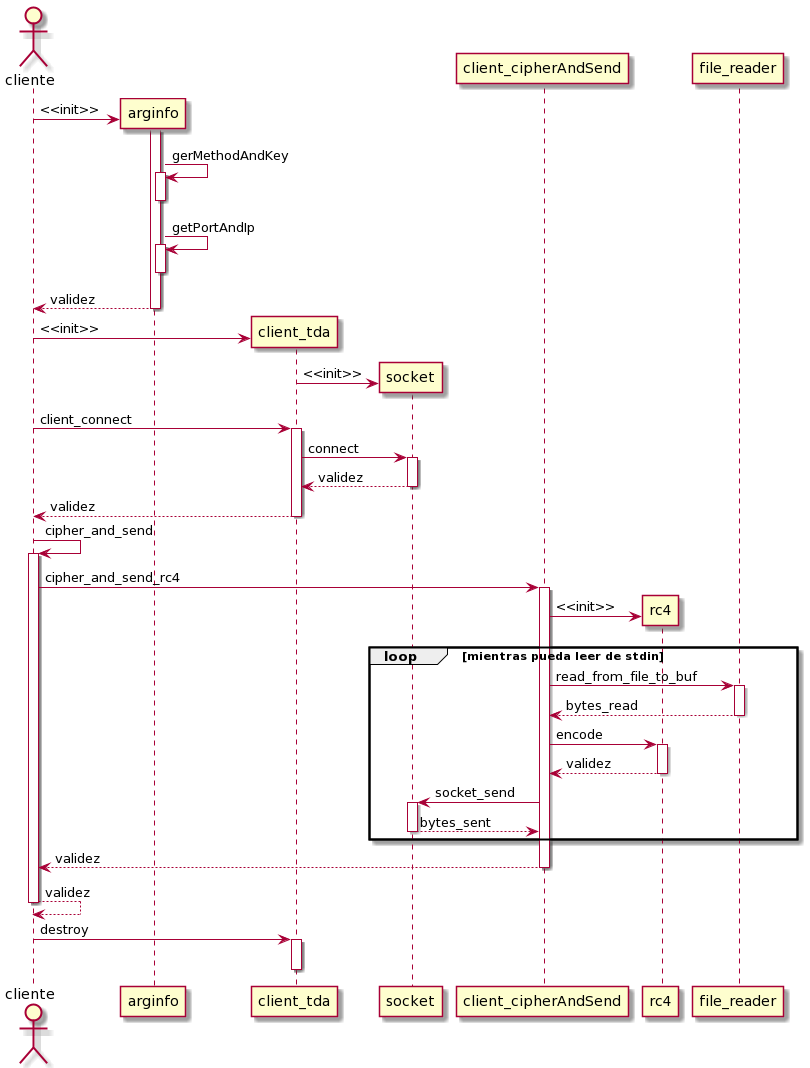 cliente
client_cipherAndSend
file_reader
<<init>>
arginfo
gerMethodAndKey
getPortAndIp
validez
<<init>>
client_tda
<<init>>
socket
client_connect
connect
validez
validez
cipher_and_send
cipher_and_send_rc4
<<init>>
rc4
loop [mientras pueda leer de stdin]
read_from_file_to_buf
bytes_read
encode
validez
socket_send
bytes_sent
validez
validez
destroy
cliente
arginfo
client_tda
socket
client_cipherAndSend
rc4
file_reader